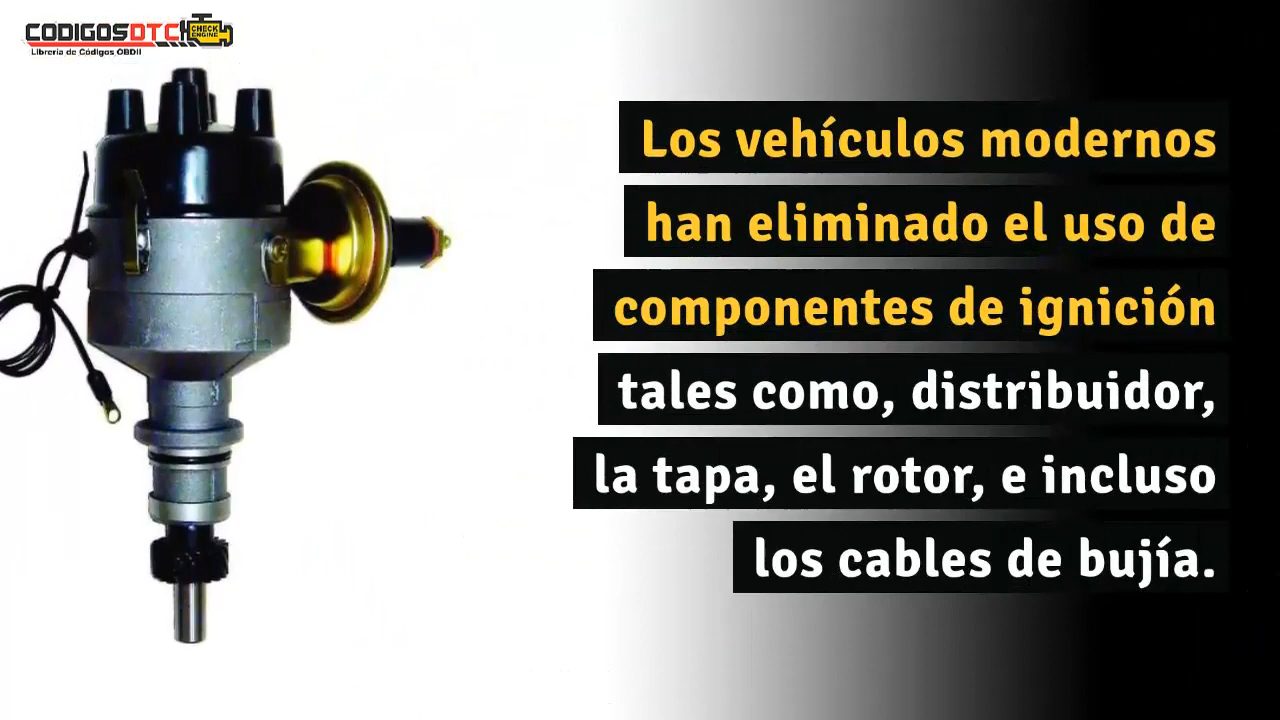 CODIGOSDTC
CHECK
ENGINE
Librería de Códigos OBDII
Los vehículos modernos
han eliminado el uso de
componentes de ignición
tales como, distribuidor,
la tapa, el rotor, e incluso
los cables de bujía.